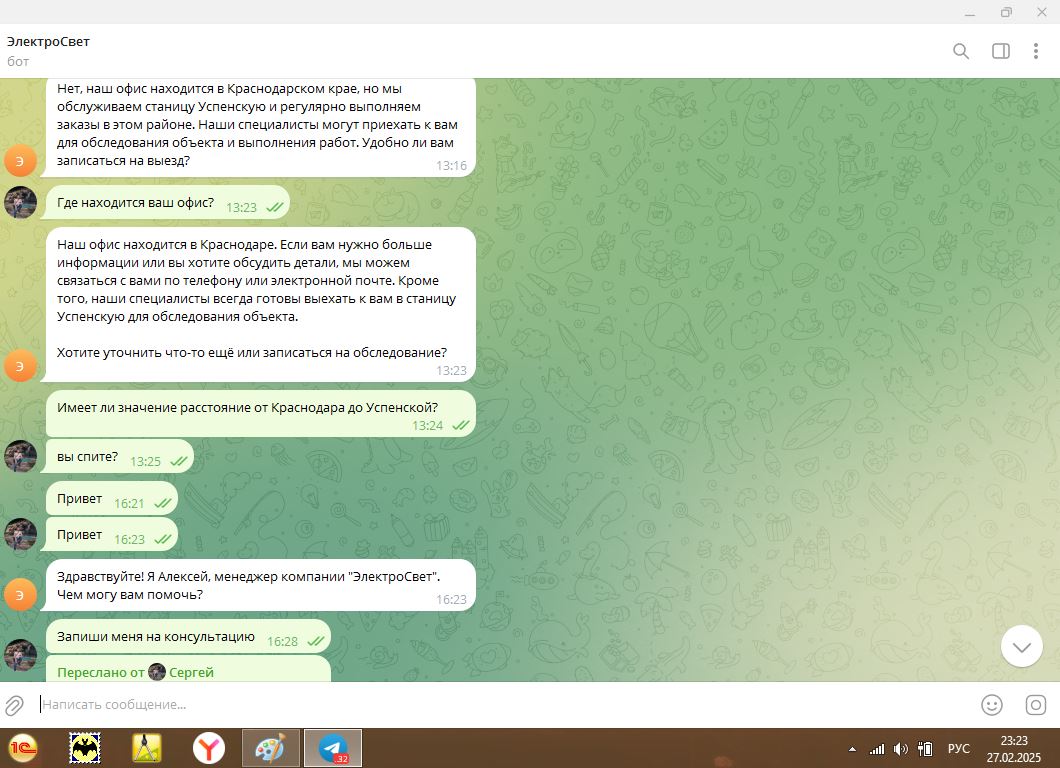 ЭлектроСвет
бот
Нет, наш офис находится в Краснодарском крае, но мы
обслуживаем станицу Успенскую и регулярно выполняем
заказы в этом районе. Наши специалисты могут приехать к вам
для обследования объекта и выполнения работ. Удобно ли вам
записаться на выезд?
13:16
Э
Где находится ваш офис? 13:23
Наш офис находится в Краснодаре. Если вам нужно больше
информации или вы хотите обсудить детали, мы можем
связаться с вами по телефону или электронной почте. Кроме
того, наши специалисты всегда готовы выехать к вам в станицу
Успенскую для обследования объекта.
Хотите уточнить что-то ещё или записаться на обследование?
13:23
Э
Имеет ли значение расстояние от Краснодара до Успенской?
13:24
вы спите? 13:25
Привет 16:21
Привет 16:23
Здравствуйте! Я Алексей, менеджер компании "ЭлектроСвет".
Чем могу вам помочь?
16:23
Э
Запиши меня на консультацию 16:28
Переслано от Сергей
Написать сообщение...
1С
Y
32
РУС
23:23
27.02.2025